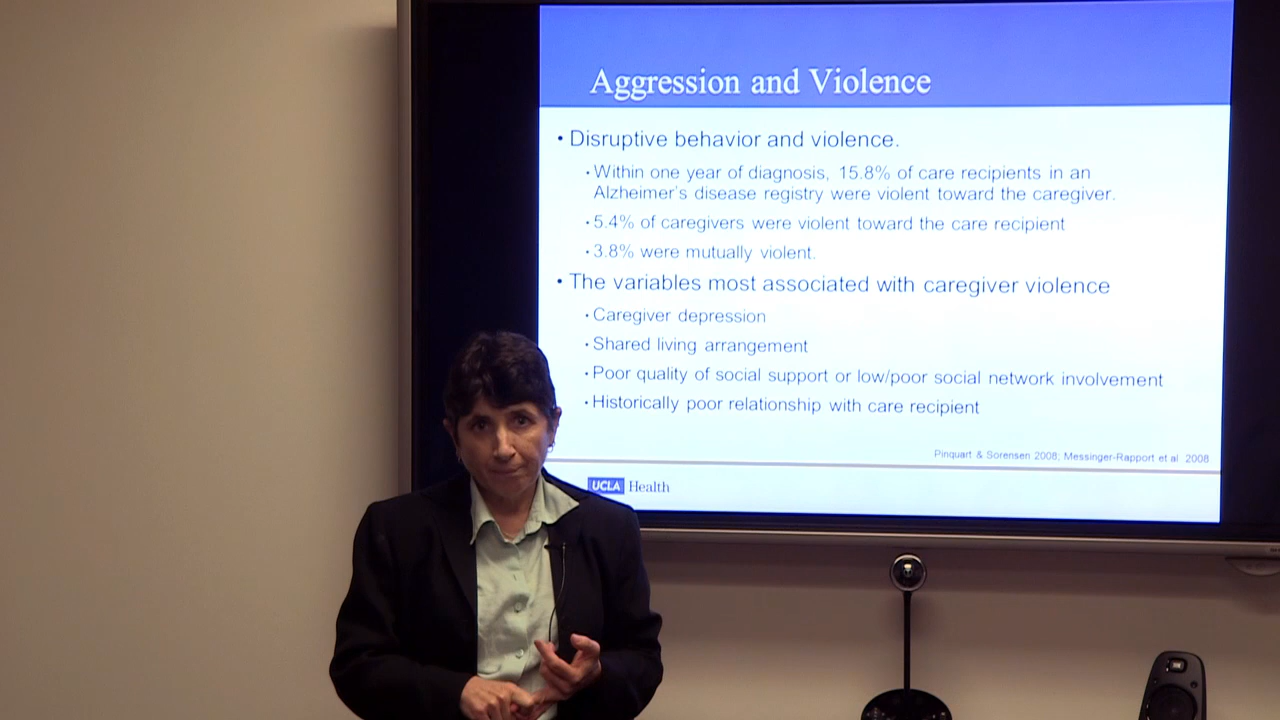 Aggression and Violence
• Disruptive behavior and violence.
• Within one year of diagnosis, 15.8% of care recipients in an
Alzheimer's disease registry were violent toward the caregiver.
• 5.4% of caregivers were violent toward the care recipient
• 3.8% were mutually violent.
• The variables most associated with caregiver violence
• Caregiver depression
• Shared living arrangement
• Poor quality of social support or low/poor social network involvement
• Historically poor relationship with care recipient
Pinquart & Sorensen 2008; Messinger-Rapport et al 2008
UCLA Health